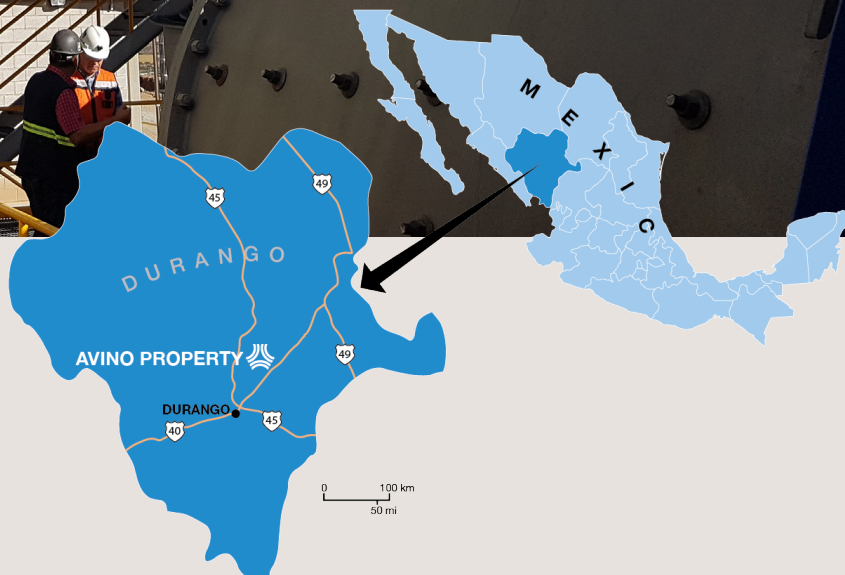 M E X I C
45
49
DURANGO
AVINO PROPERTY
49
DURANGO
40
45
0 100 km
50 mi